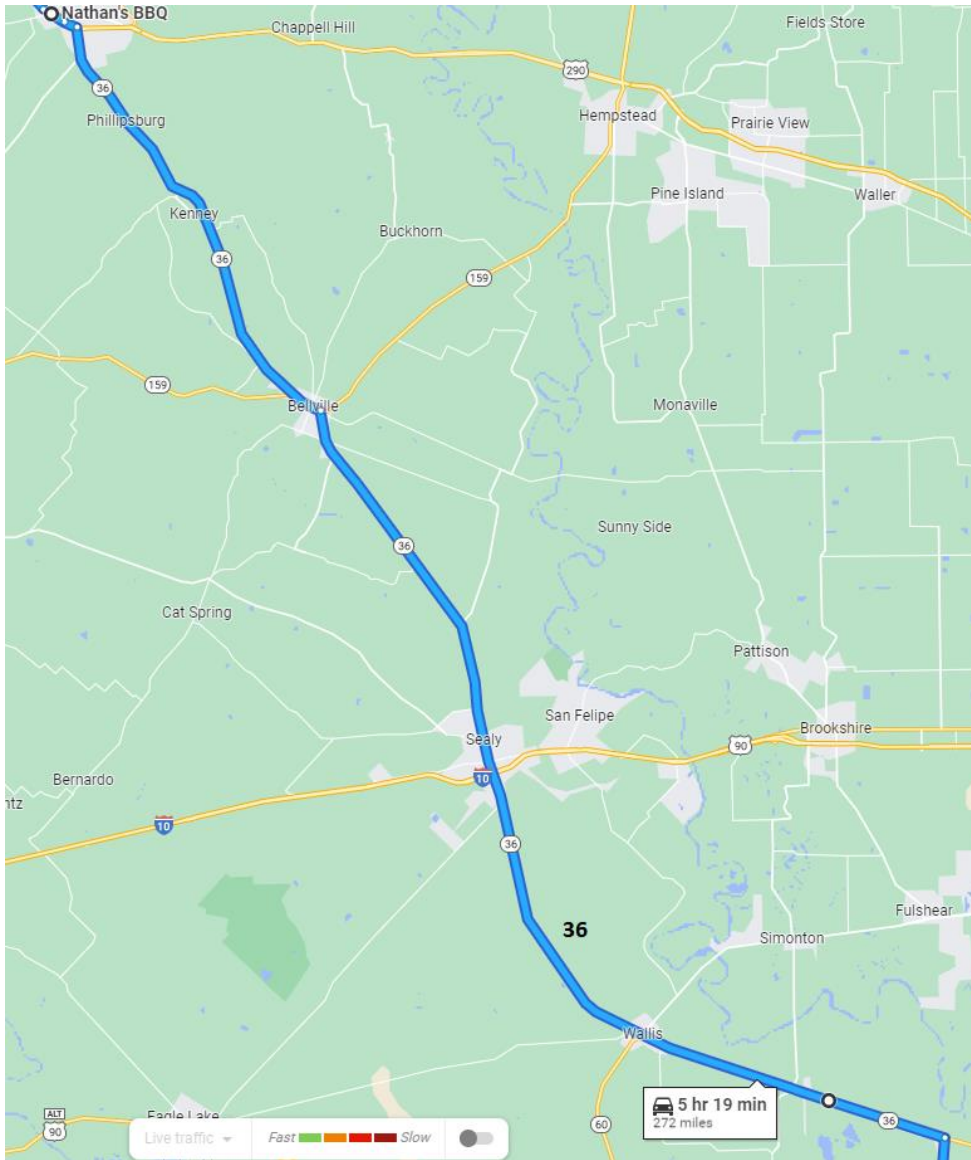 Nathan's BBQ
Chappell Hill
Fields Store
290
36
Hempstead
Prairie View
Phillipsburg
Pine Island
Waller
Kenney
Buckhorn
36
159
159
Bellville
Monaville
36
Sunny Side
Cat Spring
Pattison
San Felipe
Sealy
Brookshire
90
Bernardo
10
ntz
10
36
Fulshear
36
Simonton
Wallis
5 hr 19 min
272 miles
ALT
90
Eagle Lake
60
36
Live traffic
Fast
Slow